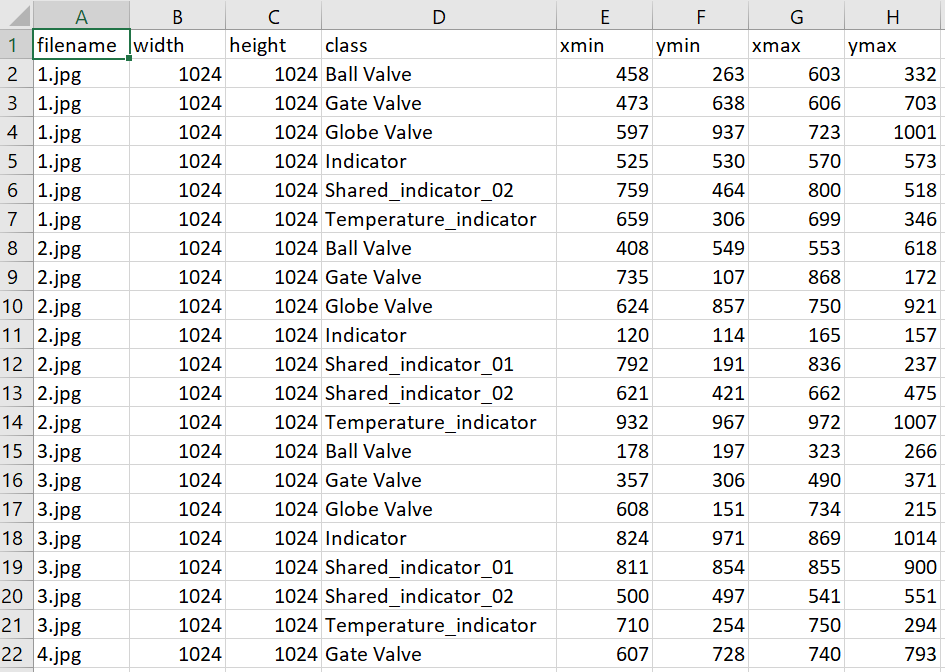 A B C D E F G H
1 filename width height class xmin ymin xmax ymax
2 1.jpg 1024 1024 Ball Valve 458 263 603 332
3 1.jpg 1024 1024 Gate Valve 473 638 606 703
4 1.jpg 1024 1024 Globe Valve 597 937 723 1001
5 1.jpg 1024 1024 Indicator 525 530 570 573
6 1.jpg 1024 1024 Shared_indicator_02 759 464 800 518
7 1.jpg 1024 1024 Temperature_indicator 659 306 699 346
8 2.jpg 1024 1024 Ball Valve 408 549 553 618
9 2.jpg 1024 1024 Gate Valve 735 107 868 172
10 2.jpg 1024 1024 Globe Valve 624 857 750 921
11 2.jpg 1024 1024 Indicator 120 114 165 157
12 2.jpg 1024 1024 Shared_indicator_01 792 191 836 237
13 2.jpg 1024 1024 Shared_indicator_02 621 421 662 475
14 2.jpg 1024 1024 Temperature_indicator 932 967 972 1007
15 3.jpg 1024 1024 Ball Valve 178 197 323 266
16 3.jpg 1024 1024 Gate Valve 357 306 490 371
17 3.jpg 1024 1024 Globe Valve 608 151 734 215
18 3.jpg 1024 1024 Indicator 824 971 869 1014
19 3.jpg 1024 1024 Shared_indicator_01 811 854 855 900
20 3.jpg 1024 1024 Shared_indicator_02 500 497 541 551
21 3.jpg 1024 1024 Temperature_indicator 710 254 750 294
22 4.jpg 1024 1024 Gate Valve 607 728 740 793